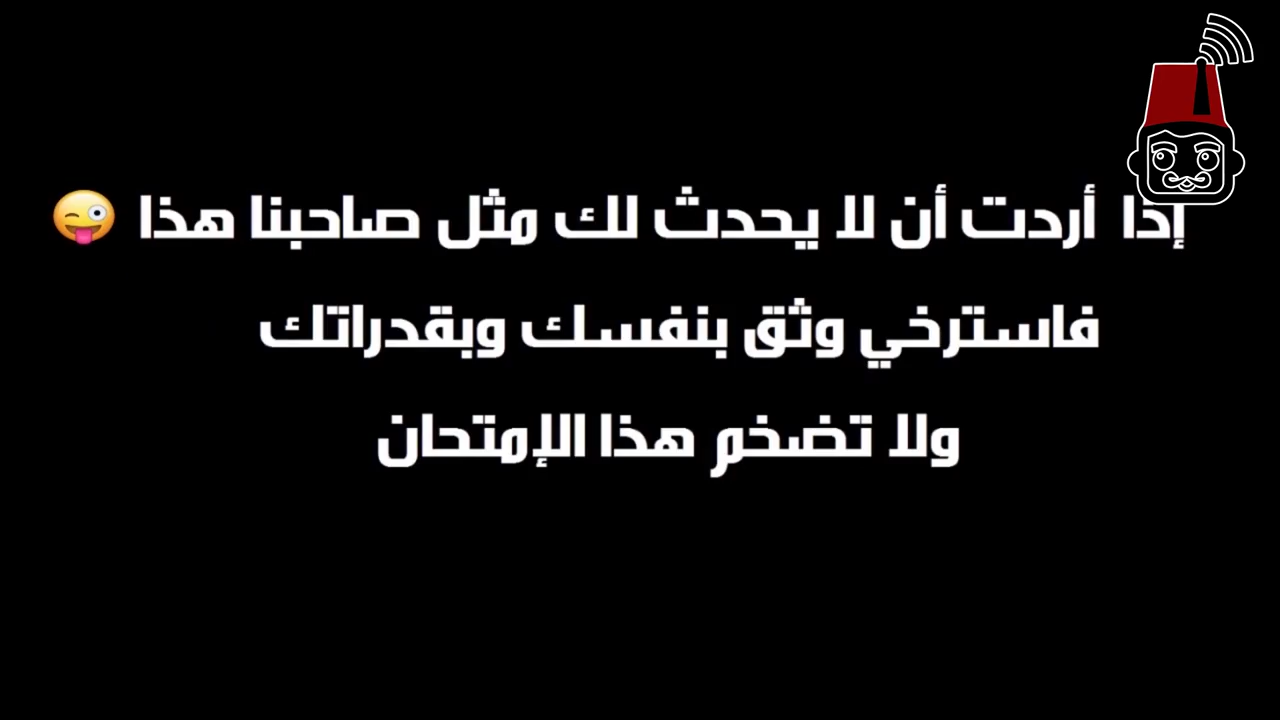 إذا أردت أن لا يحدث لك مثل صاحبنا هذا 😜
فاسترخي وثق بنفسك وبقدراتك
ولا تضخم هذا الإمتحان